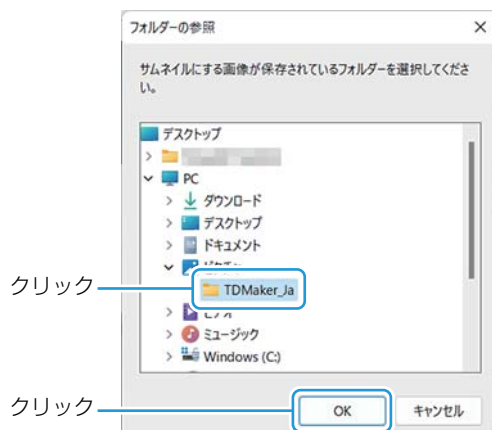 フォルダーの参照
サムネイルにする画像が保存されているフォルダーを選択してくださ
い。
デスクトップ
PC
ダウンロード
デスクトップ
ドキュメント
クリック
TDMaker_Ja
ミュージック
Windows (C:)
クリック
OK
キャンセル